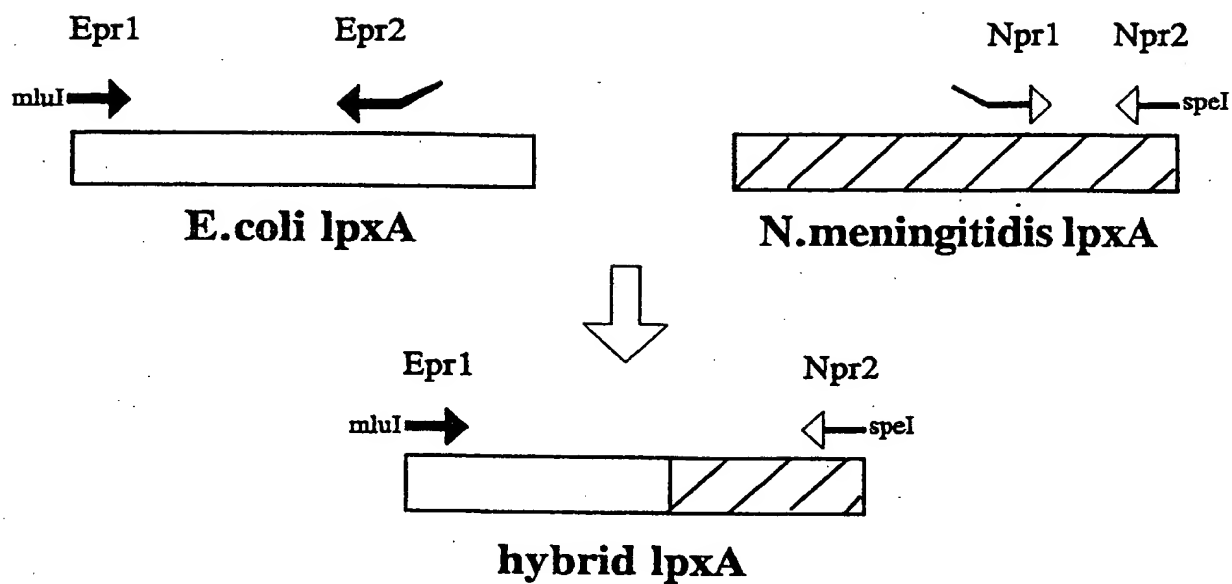 Epr1 Epr2 Npr1 Npr2
mluI speI
E.coli lpxA N.meningitidis lpxA
Epr1 Npr2
mluI speI
hybrid lpxA